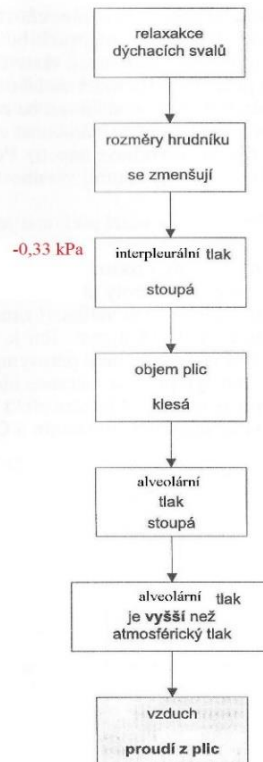 relaxakce
dýchacích svalů
rozměry hrudníku
se zmenšují
-0,33 kPa
interpleurální tlak
stoupá
objem plic
klesá
alveolární
tlak
stoupá
alveolární tlak
je vyšší než
atmosférický tlak
vzduch
proudí z plic